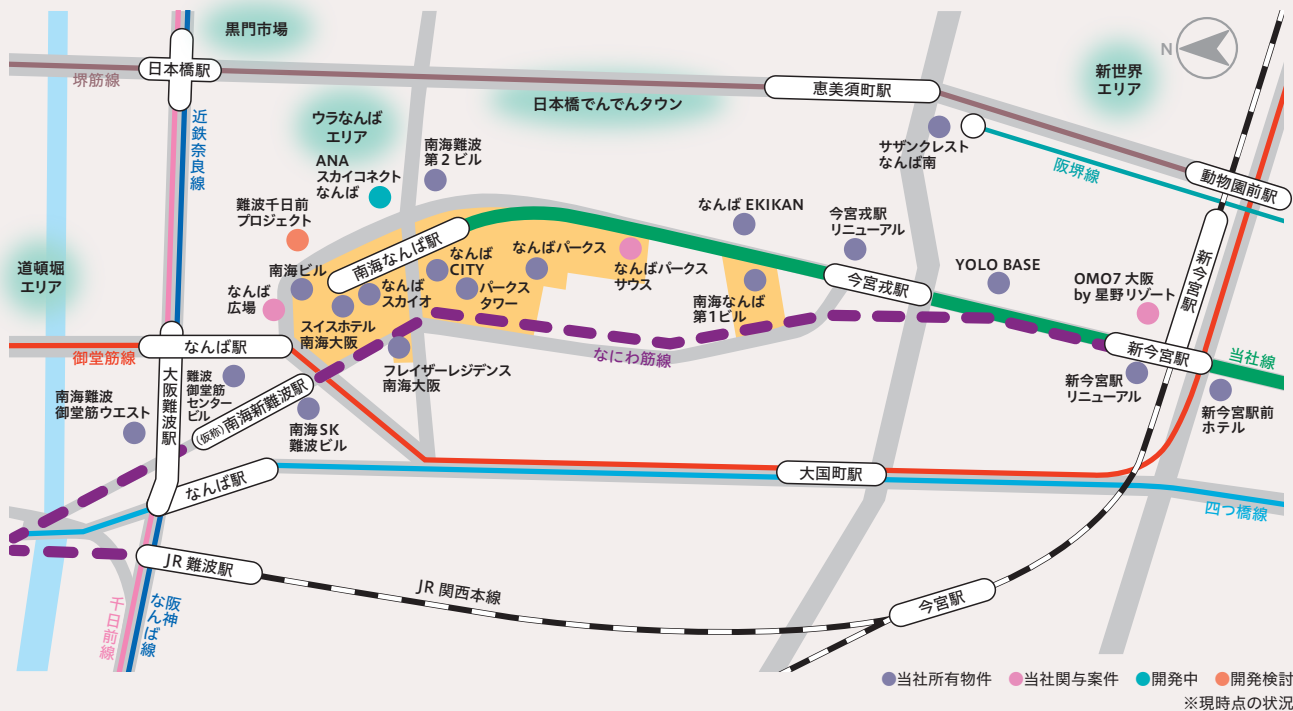 黒門市場
N
日本橋駅
堺筋線
恵美須町駅
新世界
エリア
日本橋でんでんタウン
近鉄奈良線
ウラなんば
エリア
南海難波
第2ビル
サザンクレスト
なんば南
阪堺線
動物園前駅
ANA
スカイコネクト
なんば
難波千日前
プロジェクト
なんば EKIKAN
今宮戎駅
リニューアル
道頓堀
エリア
南海なんば駅
なんば
CITY
なんばパークス
なんばパークス
サウス
南海ビル
なんば
広場
なんば
スカイオ
パークス
タワー
スイスホテル
南海大阪
南海なんば
第1ビル
今宮戎駅
YOLO BASE
OMO7 大阪
by 星野リゾート
新今宮駅
なんば駅
御堂筋線
なにわ筋線
新今宮駅
当社線
フレイザーレジデンス
南海大阪
大阪難波駅
難波
御堂筋
センター
ビル
南海難波
御堂筋ウエスト
(仮称)南海新難波駅
南海SK
難波ビル
新今宮駅
リニューアル
新今宮駅前
ホテル
なんば駅
大国町駅
四つ橋線
JR 難波駅
JR 関西本線
今宮駅
千日前線
阪神
なんば線
当社所有物件 当社関与案件 開発中 開発検討
※現時点の状況